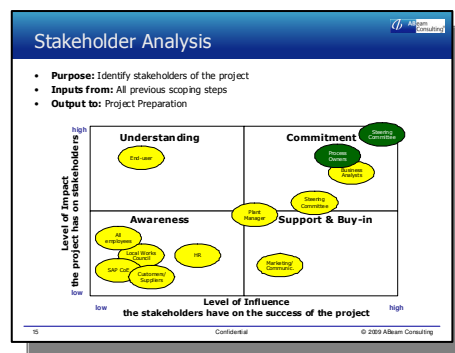 ABeam
Consulting
Stakeholder Analysis
• Purpose: Identify stakeholders of the project
• Inputs from: All previous scoping steps
• Output to: Project Preparation
high
Understanding
Commitment
Steering
Committee
End-user
Process
Owners
Business
Analysts
Steering
Committee
Level of Impact
the project has on stakeholders
Plant
Manager
Awareness
Support & Buy-in
All
employees
Local Works
Council
HR
SAP CoE
Customers/
Suppliers
Marketing/
Communic.
low
Level of Influence
low
high
the stakeholders have on the success of the project
15
Confidential
© 2009 ABeam Consulting